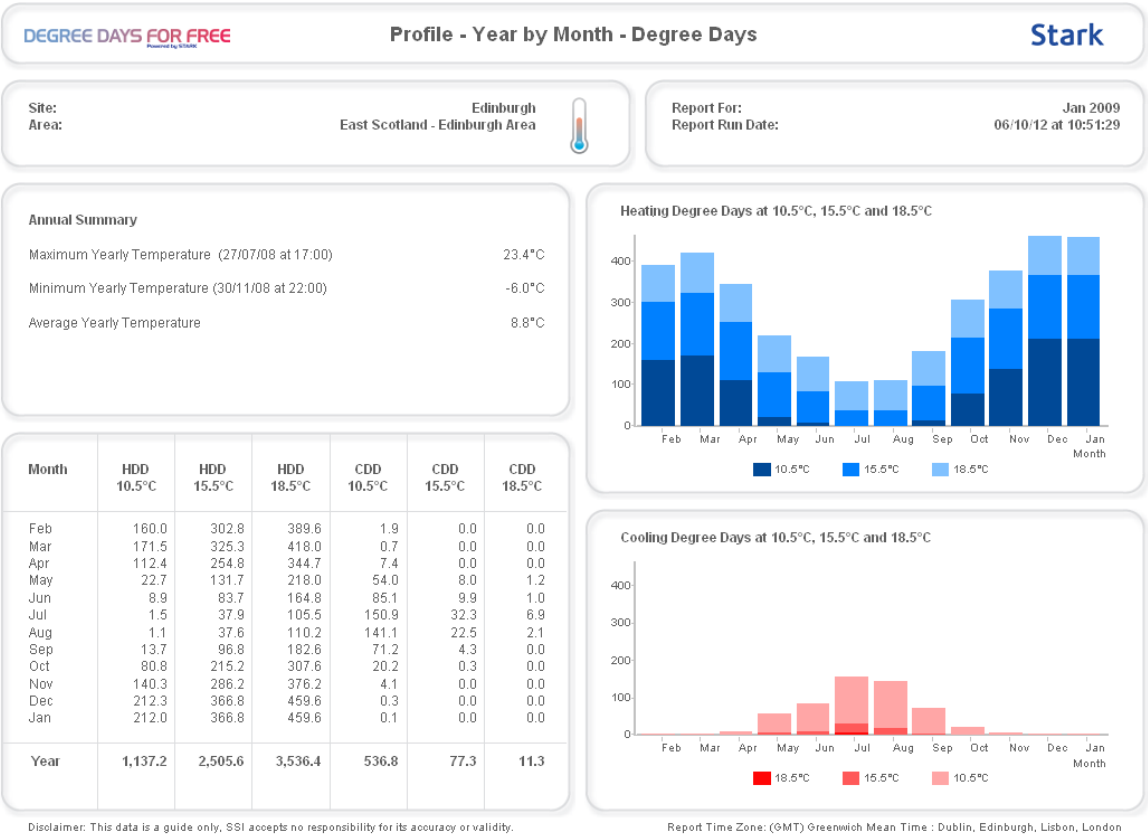 DEGREE DAYS FOR FREE
Powered by STARK
Profile - Year by Month - Degree Days
Stark
Site: Edinburgh
Area: East Scotland - Edinburgh Area
Report For: Jan 2009
Report Run Date: 06/10/12 at 10:51:29
Annual Summary
Maximum Yearly Temperature (27/07/08 at 17:00) 23.4°C
Minimum Yearly Temperature (30/11/08 at 22:00) -6.0°C
Average Yearly Temperature 8.8°C
Heating Degree Days at 10.5°C, 15.5°C and 18.5°C
400
300
200
100
0
Feb Mar Apr May Jun Jul Aug Sep Oct Nov Dec Jan
Month
10.5°C 15.5°C 18.5°C
Month HDD HDD HDD CDD CDD CDD
10.5°C 15.5°C 18.5°C 10.5°C 15.5°C 18.5°C
Feb 160.0 302.8 389.6 1.9 0.0 0.0
Mar 171.5 325.3 418.0 0.7 0.0 0.0
Apr 112.4 254.8 344.7 7.4 0.0 0.0
May 22.7 131.7 218.0 54.0 8.0 1.2
Jun 8.9 83.7 164.8 85.1 9.9 1.0
Jul 1.5 37.9 105.5 150.9 32.3 6.9
Aug 1.1 37.6 110.2 141.1 22.5 2.1
Sep 13.7 96.8 182.6 71.2 4.3 0.0
Oct 80.8 215.2 307.6 20.2 0.3 0.0
Nov 140.3 286.2 376.2 4.1 0.0 0.0
Dec 212.3 366.8 459.6 0.3 0.0 0.0
Jan 212.0 366.8 459.6 0.1 0.0 0.0
Year 1,137.2 2,505.6 3,536.4 536.8 77.3 11.3
Cooling Degree Days at 10.5°C, 15.5°C and 18.5°C
400
300
200
100
0
Feb Mar Apr May Jun Jul Aug Sep Oct Nov Dec Jan
Month
18.5°C 15.5°C 10.5°C
Disclaimer: This data is a guide only, SSI accepts no responsibility for its accuracy or validity.
Report Time Zone: (GMT) Greenwich Mean Time : Dublin, Edinburgh, Lisbon, London